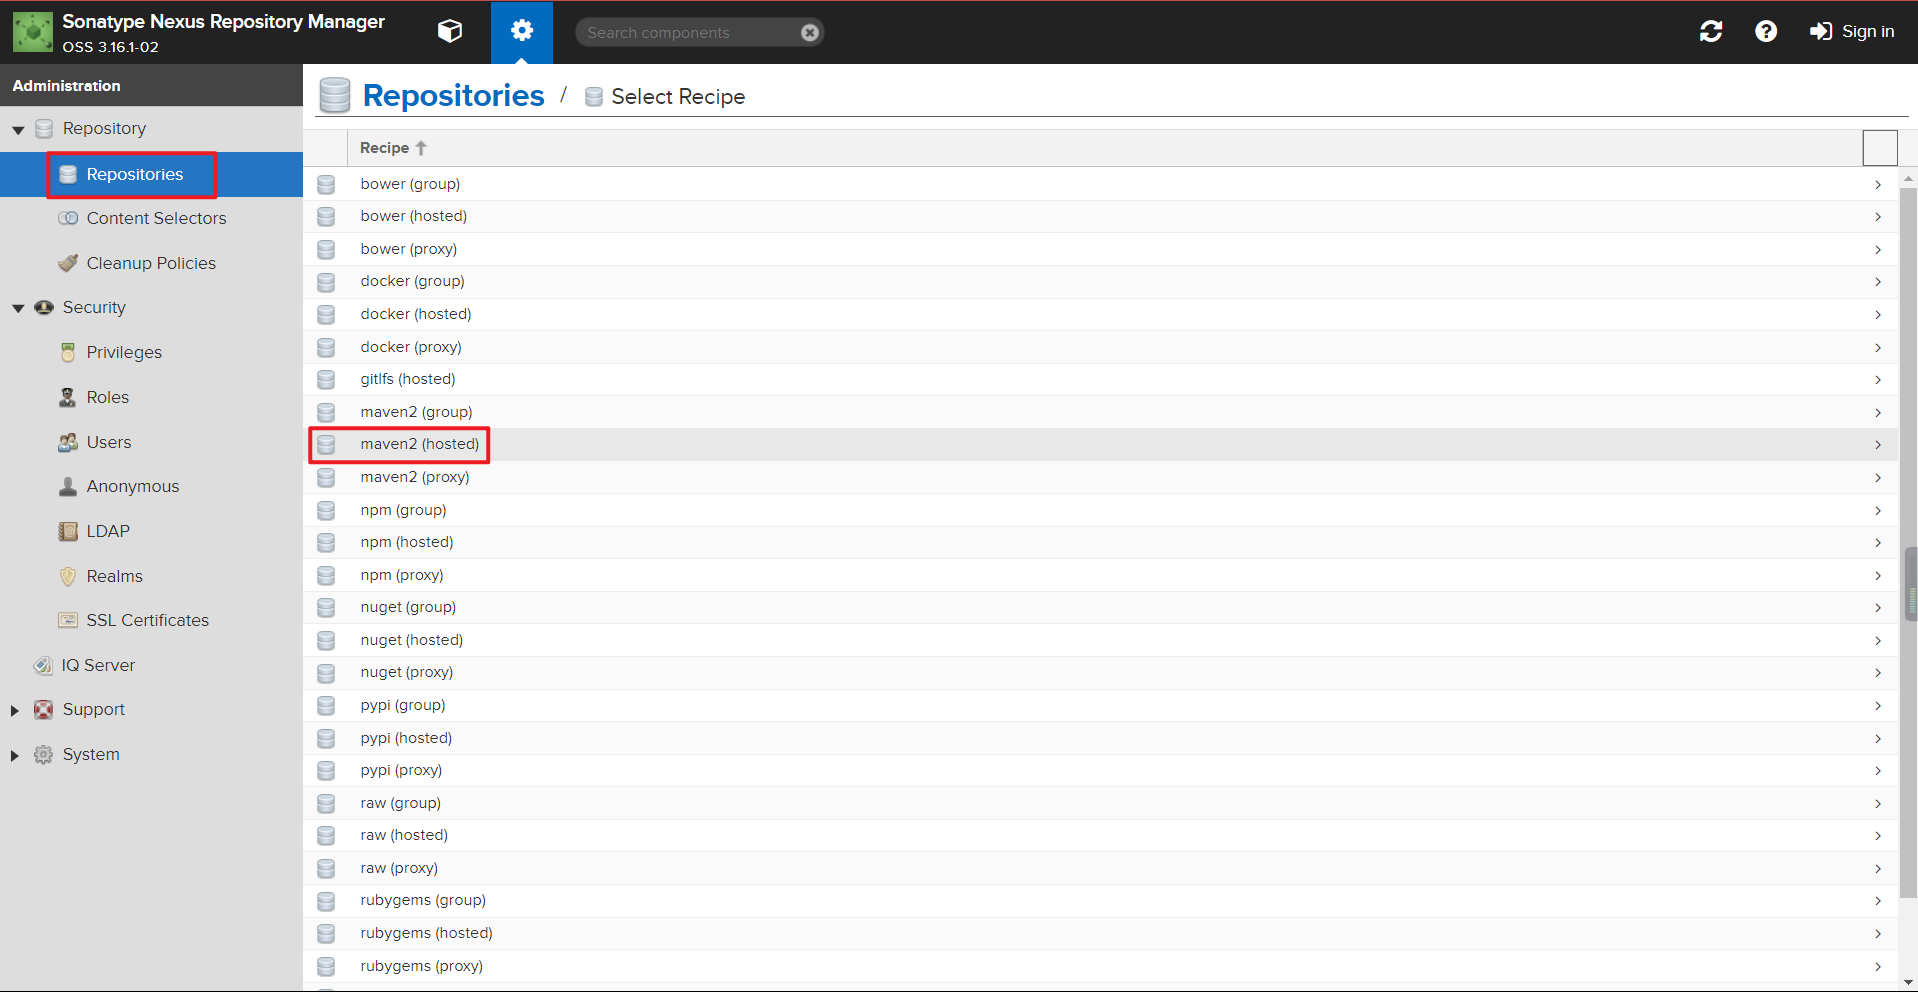 Sonatype Nexus Repository Manager
OSS 3.16.1-02
Search components
Sign in
Administration
Repository
Repositories
Content Selectors
Cleanup Policies
Security
Privileges
Roles
Users
Anonymous
LDAP
Realms
SSL Certificates
IQ Server
Support
System
Repositories / Select Recipe
Recipe
bower (group)
bower (hosted)
bower (proxy)
docker (group)
docker (hosted)
docker (proxy)
gitlfs (hosted)
maven2 (group)
maven2 (hosted)
maven2 (proxy)
npm (group)
npm (hosted)
npm (proxy)
nuget (group)
nuget (hosted)
nuget (proxy)
pypi (group)
pypi (hosted)
pypi (proxy)
raw (group)
raw (hosted)
raw (proxy)
rubygems (group)
rubygems (hosted)
rubygems (proxy)